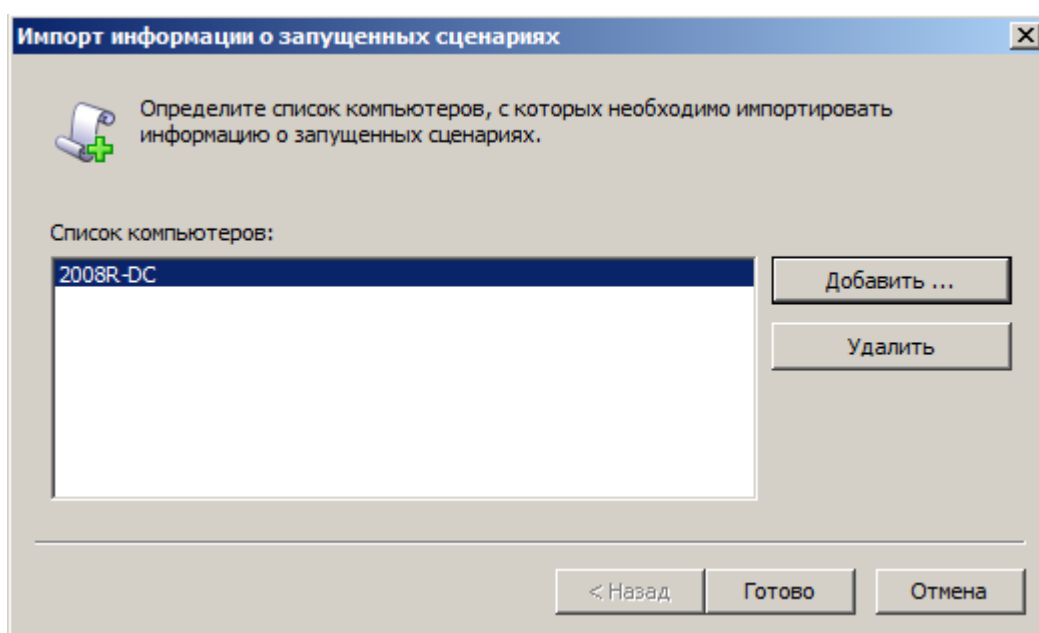 Импорт информации о запущенных сценариях
Определите список компьютеров, с которых необходимо импортировать
информацию о запущенных сценариях.
Список компьютеров:
2008R-DC
Добавить ...
Удалить
< Назад
Готово
Отмена